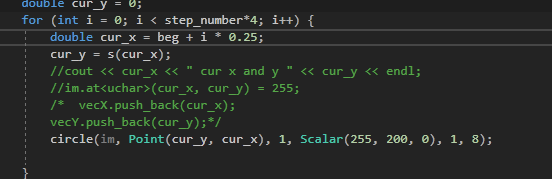 double cur_y = 0;
for (int i = 0; i < step_number*4; i++) {
double cur_x = beg + i * 0.25;
cur_y = s(cur_x);
//cout << cur_x << " cur x and y " << cur_y << endl;
//im.at<uchar>(cur_x, cur_y) = 255;
/*  vecX.push_back(cur_x);
vecY.push_back(cur_y);*/
circle(im, Point(cur_y, cur_x), 1, Scalar(255, 200, 0), 1, 8);
}